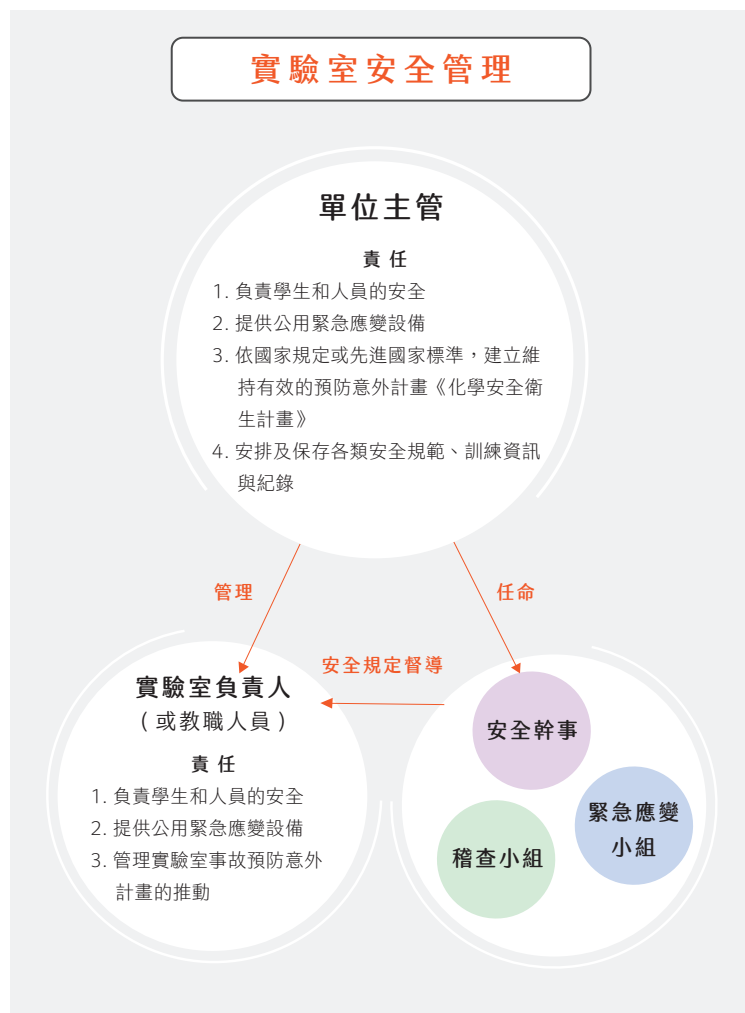 實驗室安全管理
單位主管
責任
1. 負責學生和人員的安全
2. 提供公用緊急應變設備
3. 依國家規定或先進國家標準，建立維
持有效的預防意外計畫《化學安全衛
生計畫》
4. 安排及保存各類安全規範、訓練資訊
與紀錄
管理
任命
安全規定督導
實驗室負責人
（或教職人員）
責任
1. 負責學生和人員的安全
2. 提供公用緊急應變設備
3. 管理實驗室事故預防意外
計畫的推動
安全幹事
緊急應變
小組
稽查小組